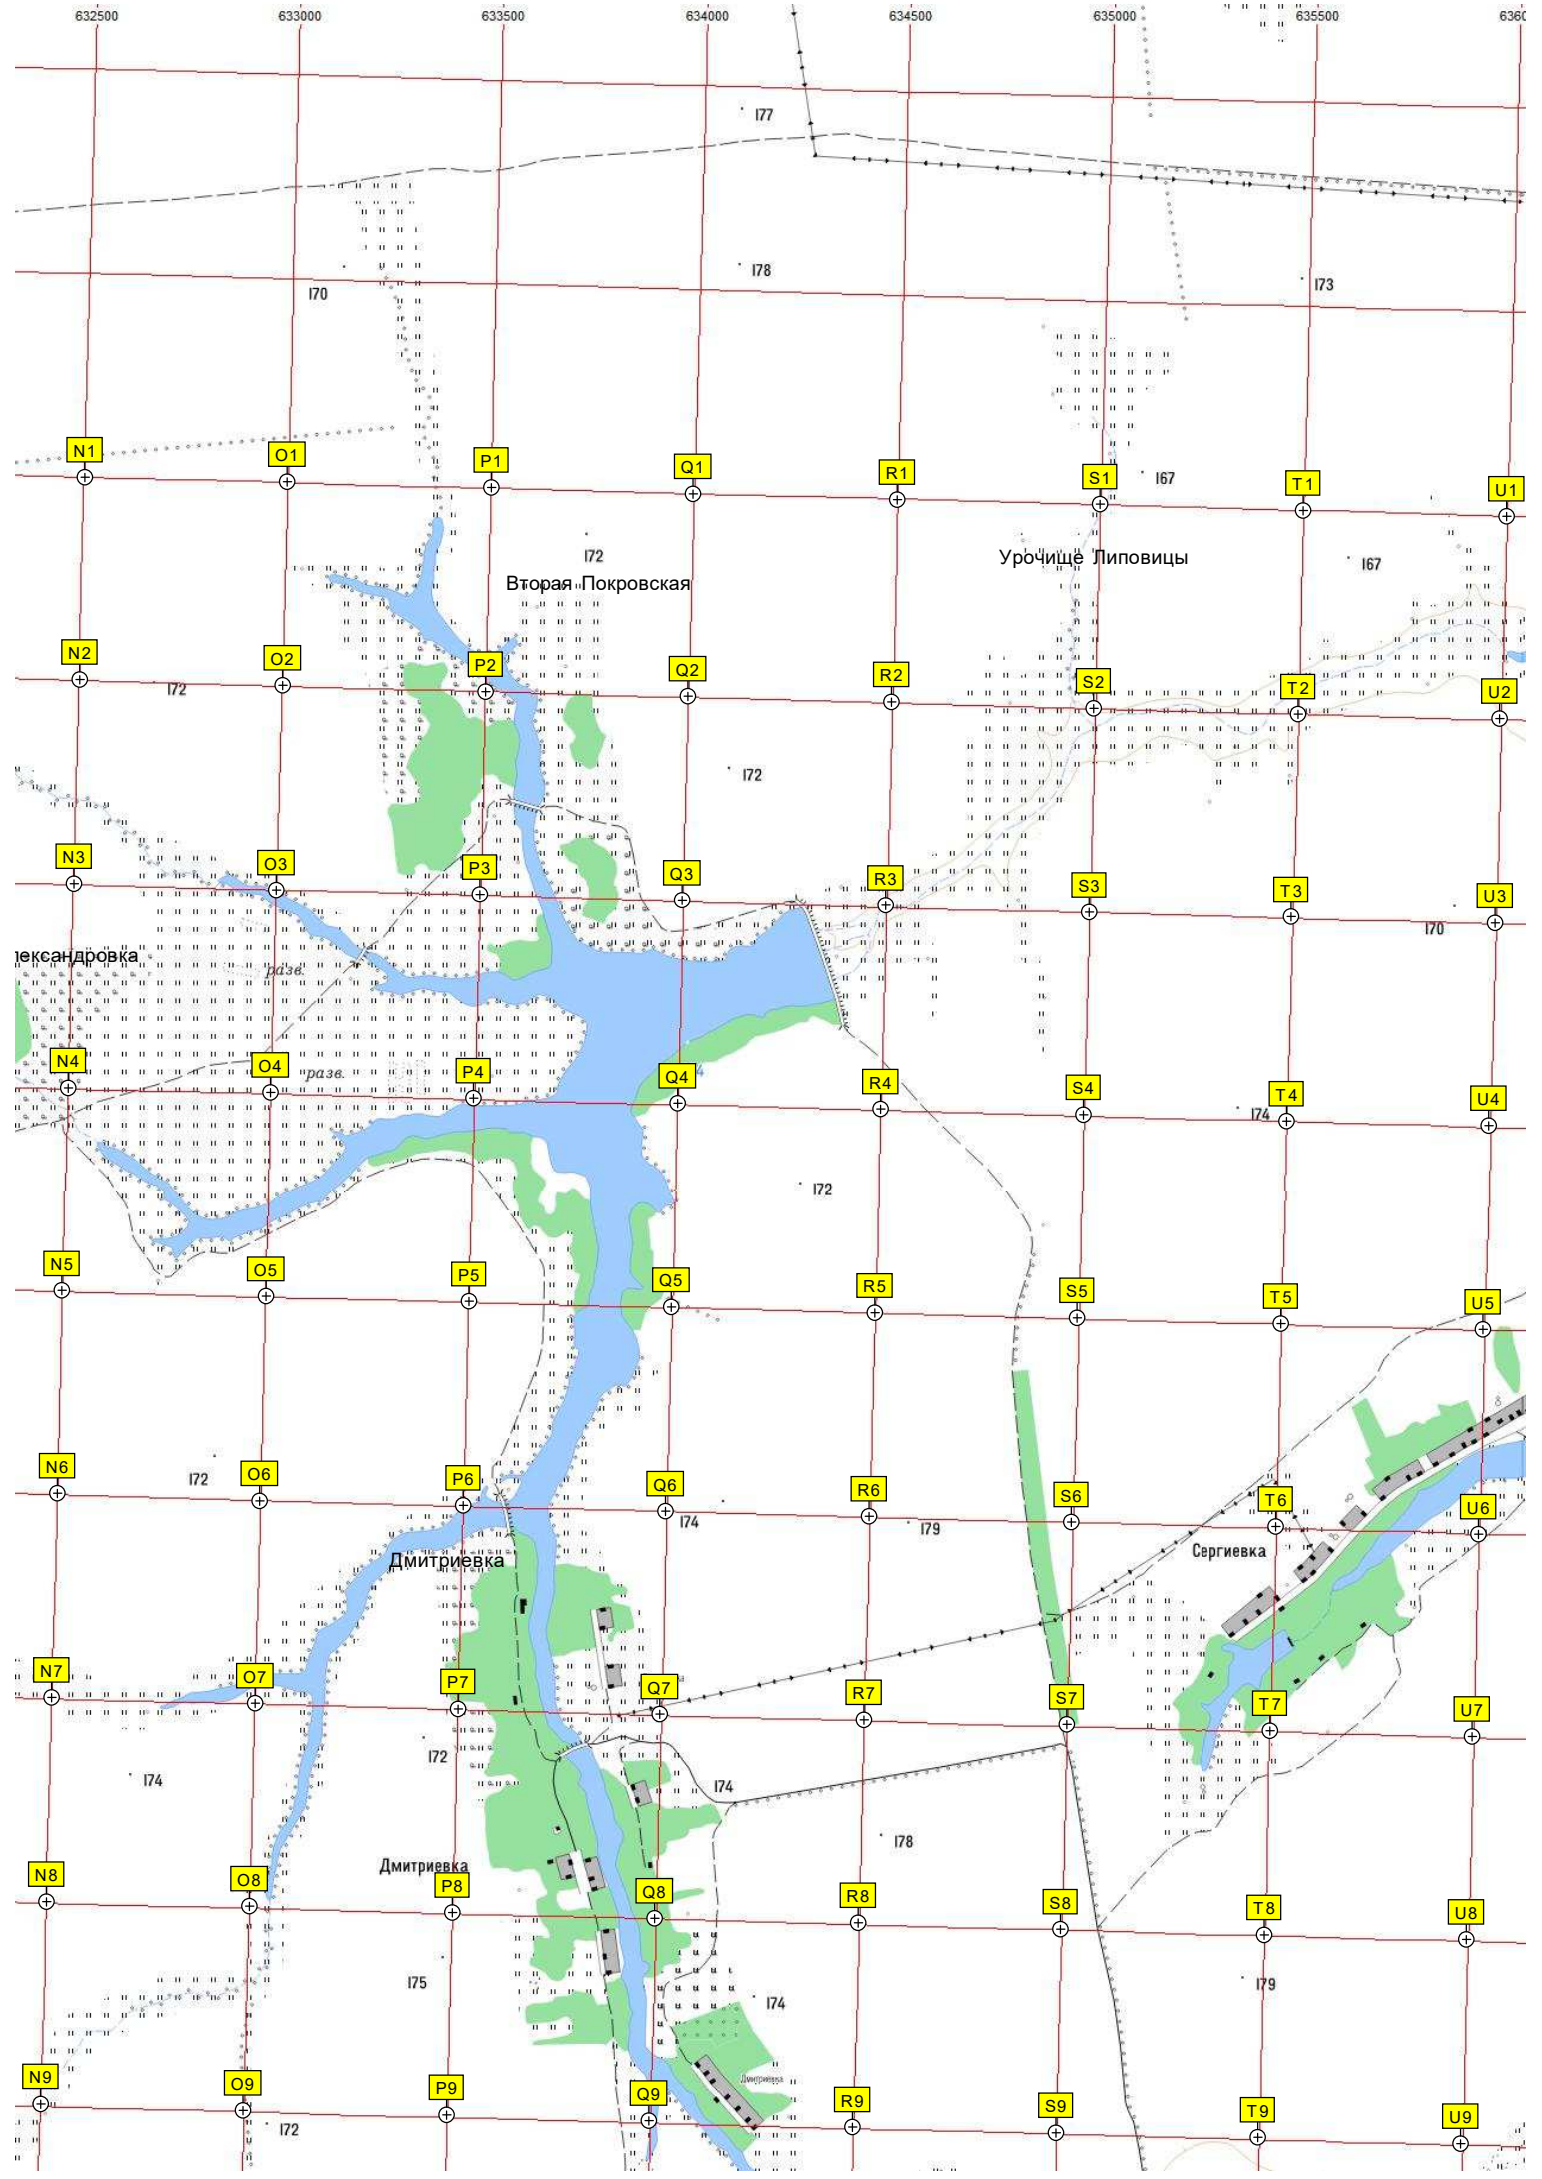 632500 633000 633500 634000 634500 635000 635500 6360
177
178
170
173
N1 O1 P1 Q1 R1 S1 T1 U1
167
172
Урочище Липовицы
167
Вторая Покровская
N2 O2 P2 Q2 R2 S2 T2 U2
172
172
N3 O3 P3 Q3 R3 S3 T3 U3
170
лександровка
разв.
N4 O4 P4 Q4 R4 S4 T4 U4
разв.
4
174
172
N5 O5 P5 Q5 R5 S5 T5 U5
N6 O6 P6 Q6 R6 S6 T6 U6
172
174
179
Сергиевка
Дмитриевка
N7 O7 P7 Q7 R7 S7 T7 U7
172
174
174
178
Дмитриевка
N8 O8 P8 Q8 R8 S8 T8 U8
175
174
179
Дмитриевка
N9 O9 P9 Q9 R9 S9 T9 U9
172